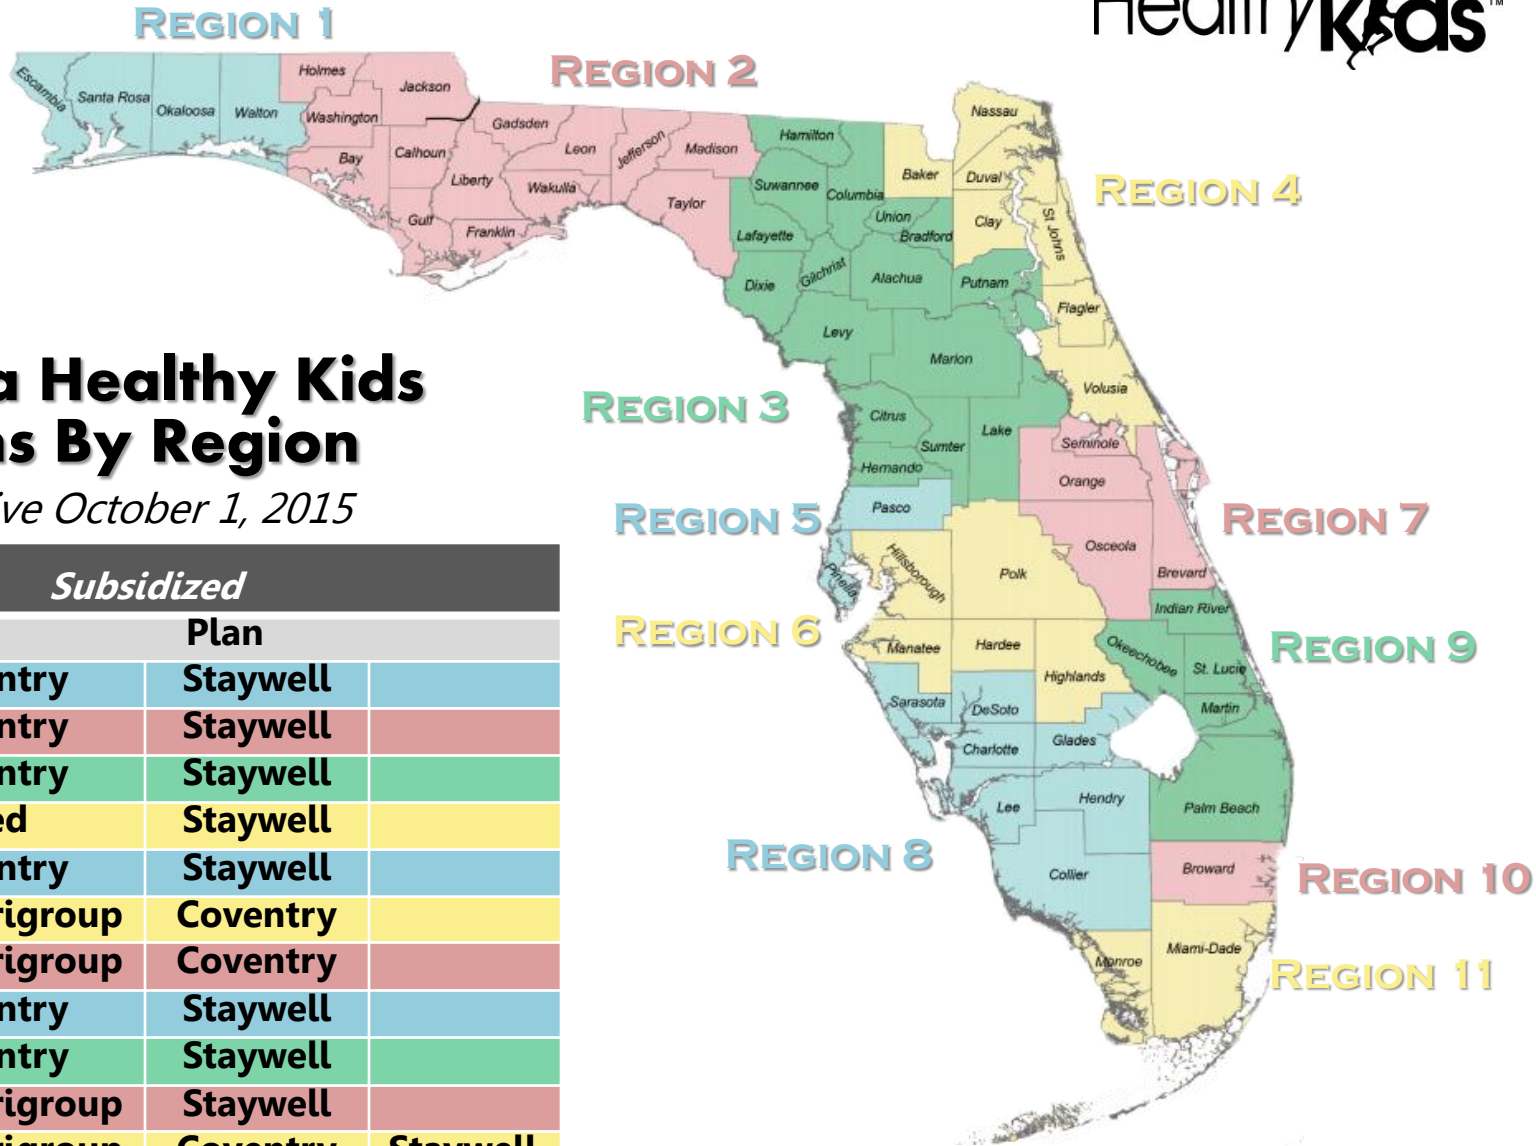 Healthy Kids™
REGION 1
REGION 2
Escambia
Santa Rosa
Okaloosa
Walton
Holmes
Jackson
Washington
Bay
Calhoun
Gulf
Liberty
Franklin
Gadsden
Leon
Wakulla
Jefferson
Madison
Taylor
Hamilton
Suwannee
Columbia
Lafayette
Union
Bradford
Dixie
Gilchrist
Alachua
Putnam
Levy
Marion
Baker
Nassau
Duval
Clay
St Johns
Flagler
Volusia
REGION 4
REGION 3
Citrus
Sumter
Lake
Hernando
Seminole
Orange
Osceola
Brevard
REGION 7
REGION 5
Pasco
Pinellas
REGION 6
Hillsborough
Polk
Manatee
Hardee
Highlands
Indian River
Okeechobee
St. Lucie
Martin
Palm Beach
REGION 9
Sarasota
DeSoto
Charlotte
Glades
Lee
Hendry
Collier
REGION 8
Broward
REGION 10
Miami-Dade
Monroe
REGION 11
a Healthy Kids
ns By Region
ive October 1, 2015
Subsidized
Plan
ntry Staywell
ntry Staywell
ntry Staywell
ed Staywell
ntry Staywell
rigroup Coventry
rigroup Coventry
ntry Staywell
ntry Staywell
rigroup Staywell
rigroup Coventry Staywell